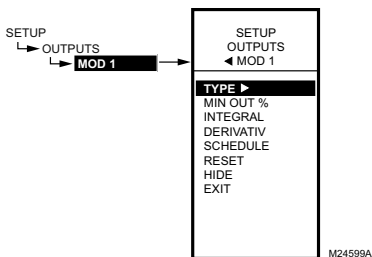 SETUP
OUTPUTS
MOD 1
SETUP
OUTPUTS
◄ MOD 1
TYPE ►
MIN OUT %
INTEGRAL
DERIVATIV
SCHEDULE
RESET
HIDE
EXIT
M24599A